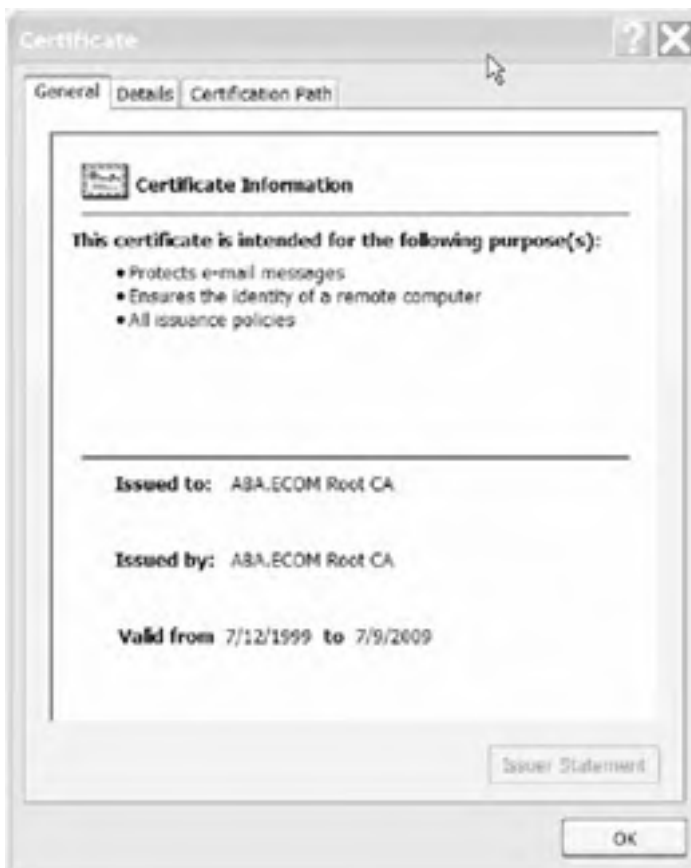 Certificate
General Details Certification Path
Certificate Information
This certificate is intended for the following purpose(s):
• Protects e-mail messages
• Ensures the identity of a remote computer
• All issuance policies
Issued to: ABA.ECOM Root CA
Issued by: ABA.ECOM Root CA
Valid from 7/12/1999 to 7/9/2009
Issuer Statement
OK